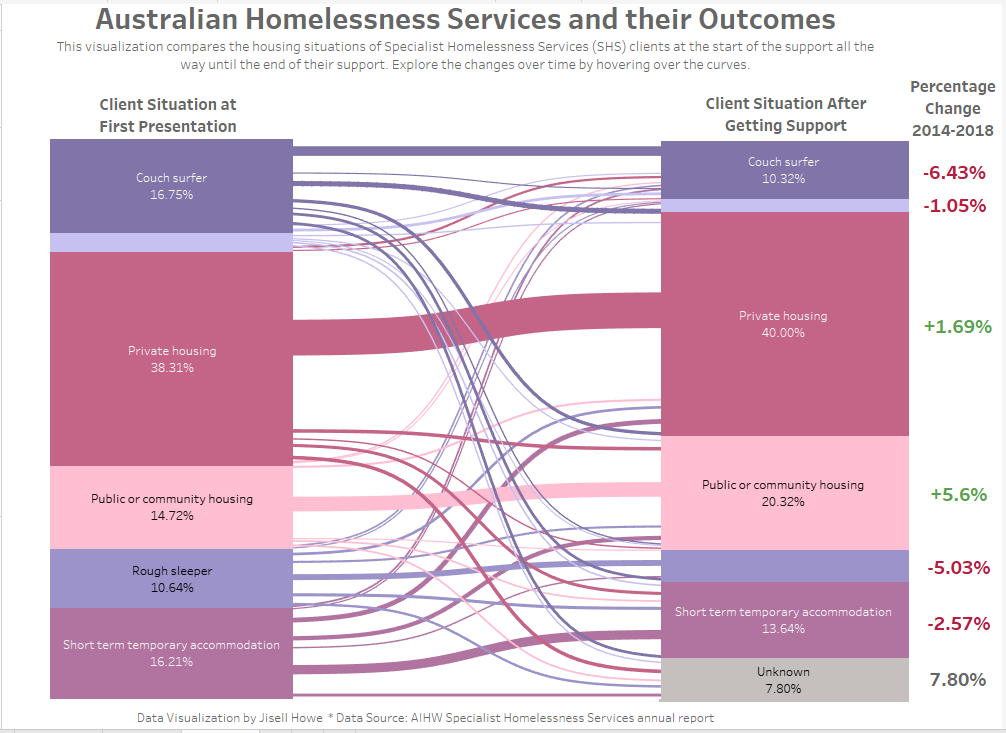 Australian Homelessness Services and their Outcomes
This visualization compares the housing situations of Specialist Homelessness Services (SHS) clients at the start of the support all the
way until the end of their support. Explore the changes over time by hovering over the curves.
Client Situation at
First Presentation
Client Situation After
Getting Support
Percentage
Change
2014-2018
Couch surfer
16.75%
Private housing
38.31%
Public or community housing
14.72%
Rough sleeper
10.64%
Short term temporary accommodation
16.21%
Couch surfer
10.32%
Private housing
40.00%
Public or community housing
20.32%
Short term temporary accommodation
13.64%
Unknown
7.80%
-6.43%
-1.05%
+1.69%
+5.6%
-5.03%
-2.57%
7.80%
Data Visualization by Jisell Howe * Data Source: AIHW Specialist Homelessness Services annual report